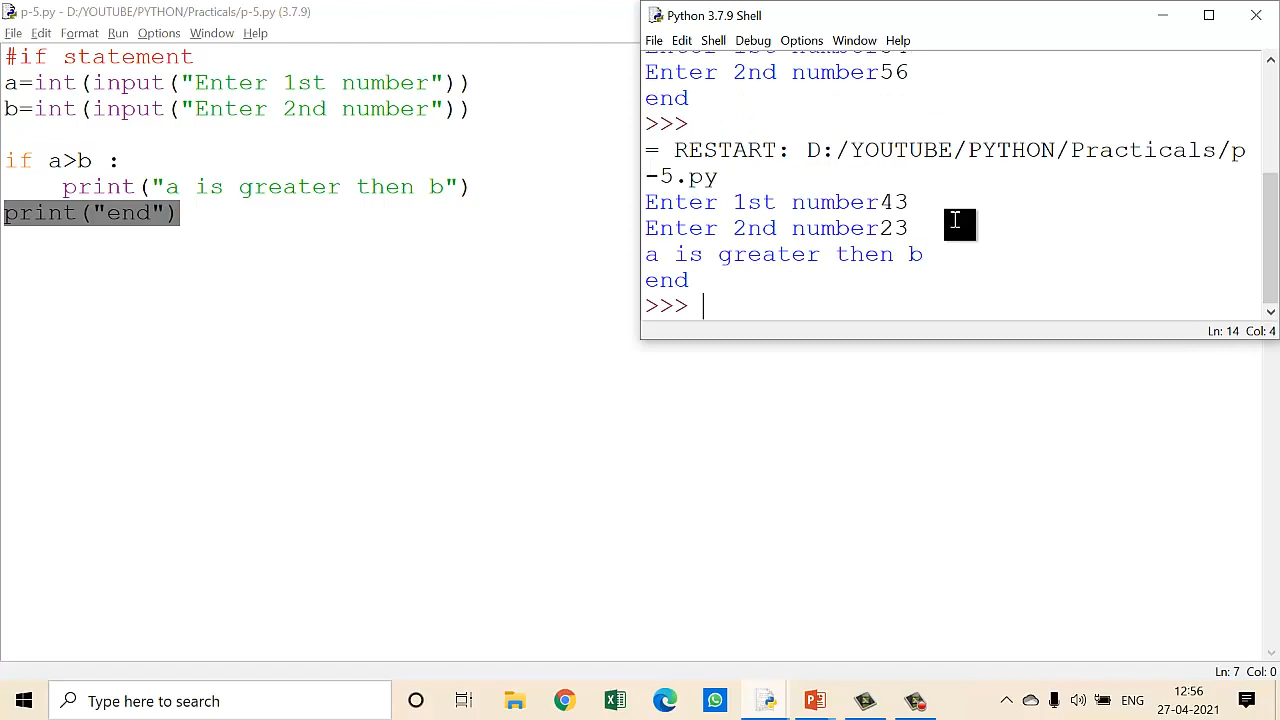 p-5.py - D:/YOUTUBE/PYTHON/Practicals/p-5.py (3.7.9)
File Edit Format Run Options Window Help
#if statement
a=int(input("Enter 1st number"))
b=int(input("Enter 2nd number"))
if a>b :
    print("a is greater then b")
print("end")
Python 3.7.9 Shell
File Edit Shell Debug Options Window Help
Enter 2nd number56
end
>>>
= RESTART: D:/YOUTUBE/PYTHON/Practicals/p
-5.py
Enter 1st number43
Enter 2nd number23
a is greater then b
end
>>>
Ln: 14 Col: 4
Ln: 7 Col: 0
Type here to search
ENG
12:56
27-04-2021